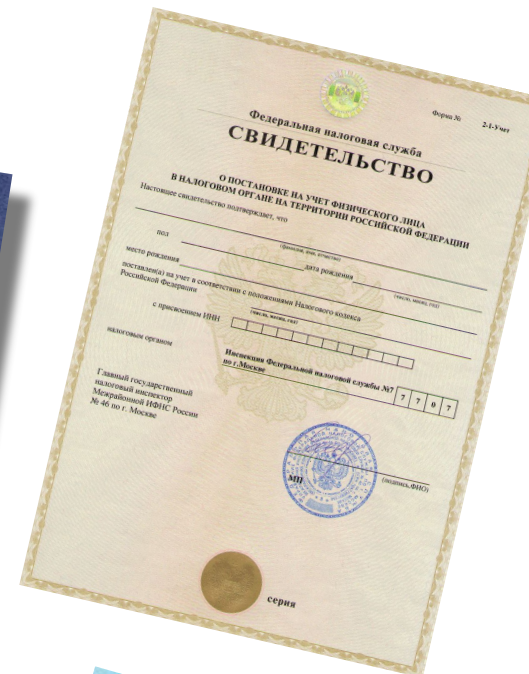 Форма № 2-1-Учет
Федеральная налоговая служба
СВИДЕТЕЛЬСТВО
О ПОСТАНОВКЕ НА УЧЕТ ФИЗИЧЕСКОГО ЛИЦА
В НАЛОГОВОМ ОРГАНЕ НА ТЕРРИТОРИИ РОССИЙСКОЙ ФЕДЕРАЦИИ
Настоящее свидетельство подтверждает, что
(фамилия, имя, отчество)
пол дата рождения
(число, месяц, год)
место рождения
поставлен(а) на учет в соответствии с положениями Налогового кодекса
Российской Федерации
(число, месяц, год)
с присвоением ИНН
налоговым органом
Инспекция Федеральной налоговой службы №7
по г.Москве
7 7 0 7
Главный государственный
налоговый инспектор
Межрайонной ИФНС России
№ 46 по г. Москве
МП (подпись,ФИО)
серия